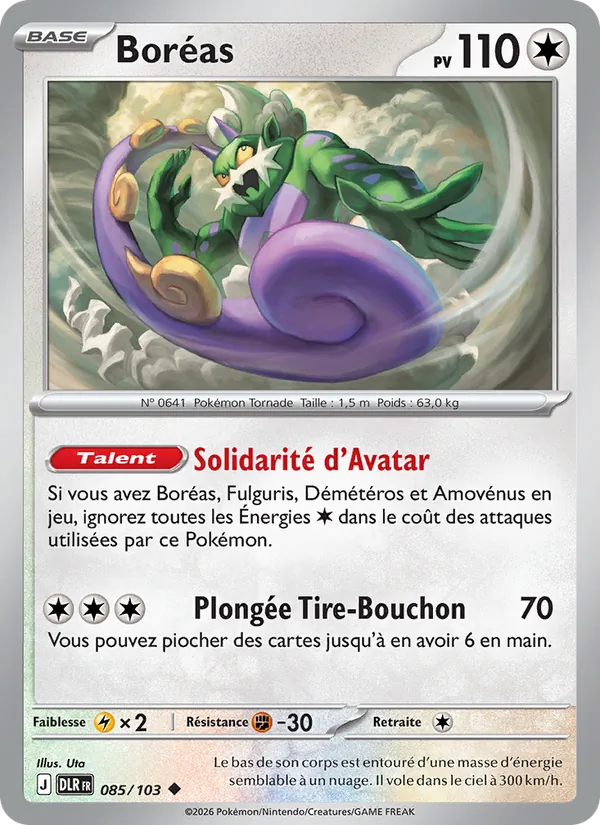 BASE
Boréas
PV 110
N° 0641 Pokémon Tornade Taille : 1,5 m Poids : 63,0 kg
Talent Solidarité d’Avatar
Si vous avez Boréas, Fulguris, Démétéros et Amovénus en
jeu, ignorez toutes les Énergies dans le coût des attaques
utilisées par ce Pokémon.
Plongée Tire-Bouchon 70
Vous pouvez piocher des cartes jusqu’à en avoir 6 en main.
Faiblesse ×2 Résistance -30 Retraite
Illus. Uta
Le bas de son corps est entouré d’une masse d’énergie
semblable à un nuage. Il vole dans le ciel à 300 km/h.
J DLR FR 085/103
©2026 Pokémon/Nintendo/Creatures/GAME FREAK